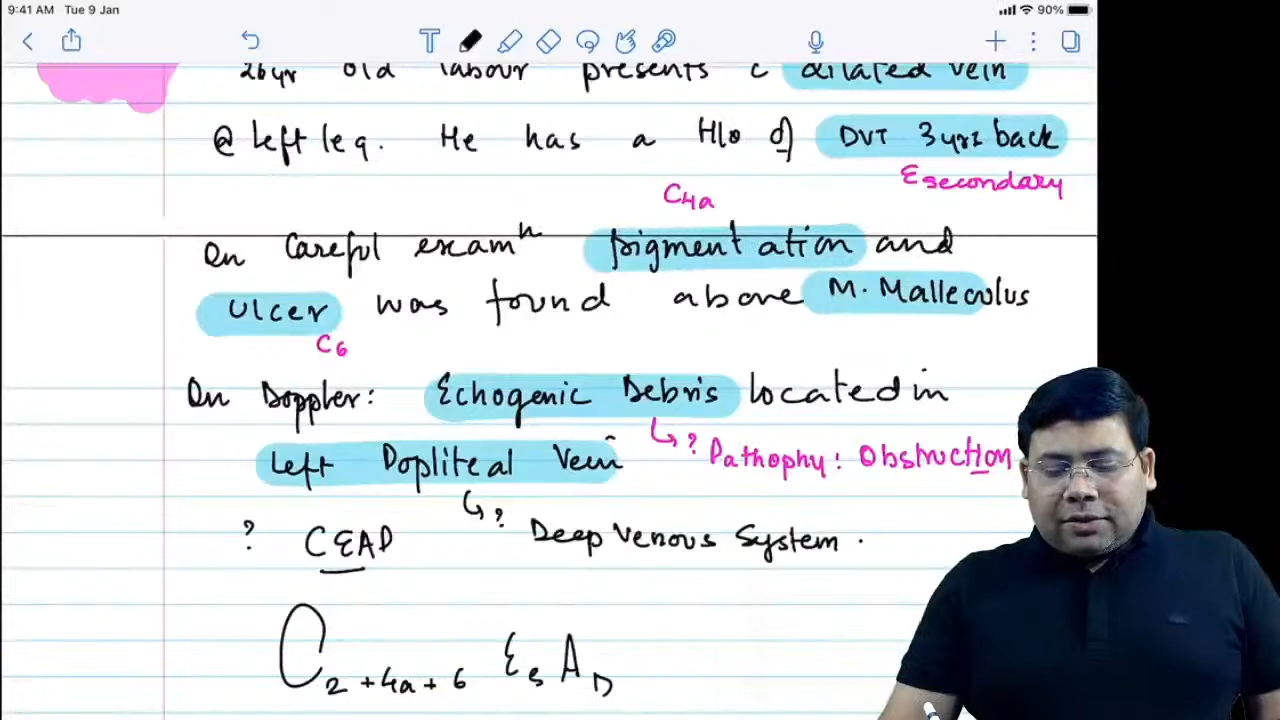 9:41 AM Tue 9 Jan
90%
26yr old labour presents c dilated vein
@ left leg. He has a H/o of DVT 3yrs back
Esecondary
C4a
On Careful examn pigmentation and
Ulcer was found above M. Malleolus
C6
On Doppler: Echogenic Debris located in
left Popliteal Vein ↳? Pathophy: Obstruction
↳?
? CEAP Deep Venous System.
C2+4a+6 Es AD